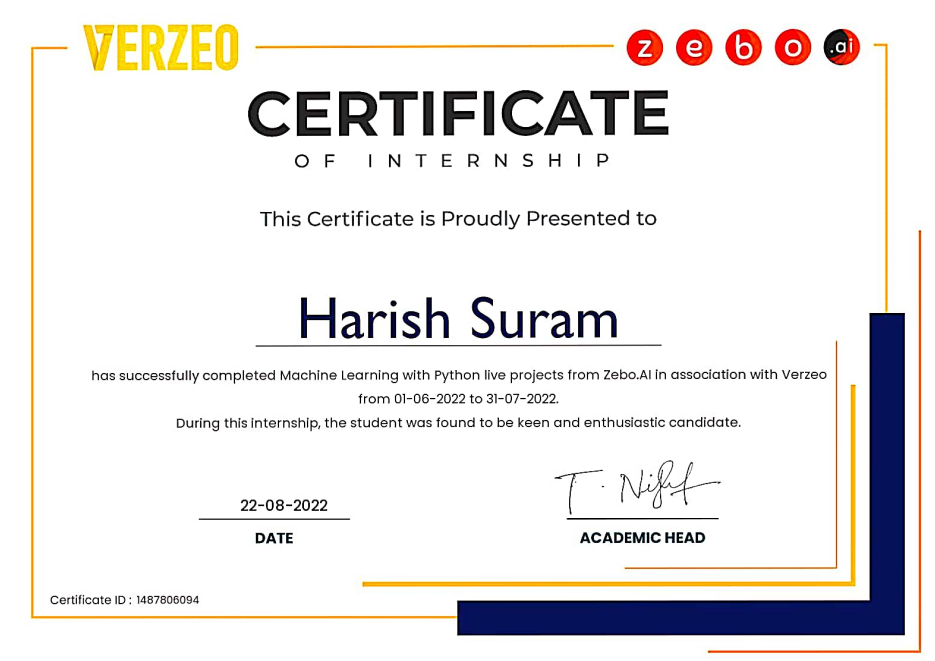 VERZEO
zebo.ai
CERTIFICATE
OF INTERNSHIP
This Certificate is Proudly Presented to
Harish Suram
has successfully completed Machine Learning with Python live projects from Zebo.AI in association with Verzeo
from 01-06-2022 to 31-07-2022.
During this internship, the student was found to be keen and enthusiastic candidate.
22-08-2022
DATE
ACADEMIC HEAD
Certificate ID : 1487806094